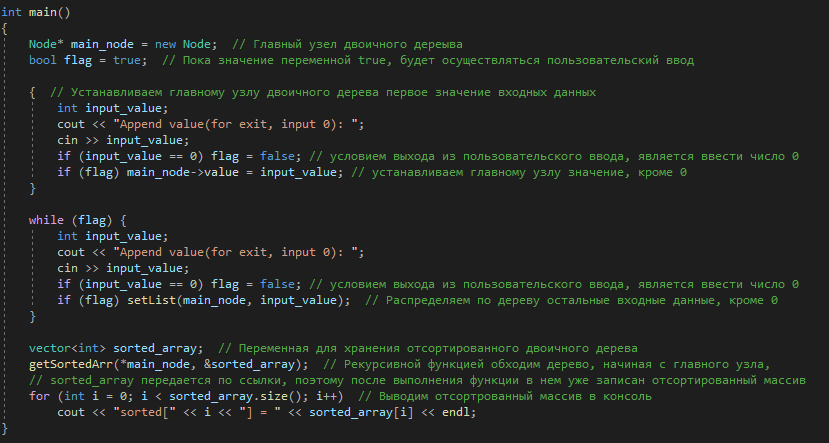 int main()
{
    Node* main_node = new Node;  // Главный узел двоичного дереыва
    bool flag = true;  // Пока значение переменной true, будет осуществляться пользовательский ввод

    {  // Устанавливаем главному узлу двоичного дерева первое значение входных данных
        int input_value;
        cout << "Append value(for exit, input 0): ";
        cin >> input_value;
        if (input_value == 0) flag = false; // условием выхода из пользовательского ввода, является ввести число 0
        if (flag) main_node->value = input_value; // устанавливаем главному узлу значение, кроме 0
    }

    while (flag) {
        int input_value;
        cout << "Append value(for exit, input 0): ";
        cin >> input_value;
        if (input_value == 0) flag = false; // условием выхода из пользовательского ввода, является ввести число 0
        if (flag) setList(main_node, input_value);  // Распределяем по дереву остальные входные данные, кроме 0
    }

    vector<int> sorted_array;  // Переменная для хранения отсортированного двоичного дерева
    getSortedArr(*main_node, &sorted_array);  // Рекурсивной функцией обходим дерево, начиная с главного узла,
    // sorted_array передается по ссылки, поэтому после выполнения функции в нем уже записан отсортированный массив
    for (int i = 0; i < sorted_array.size(); i++)  // Выводим отсортрованный массив в консоль
        cout << "sorted[" << i << "] = " << sorted_array[i] << endl;
}